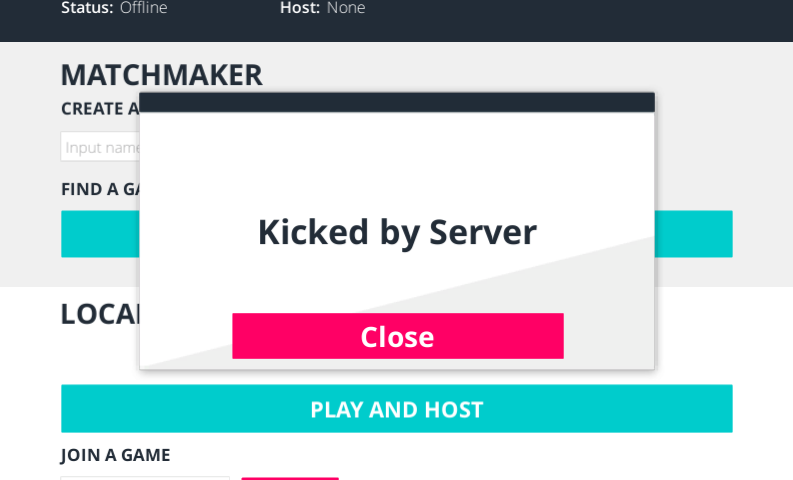 Status: Offline Host: None
MATCHMAKER
CREATE A
Input name
FIND A GA
Kicked by Server
LOCAL
Close
PLAY AND HOST
JOIN A GAME